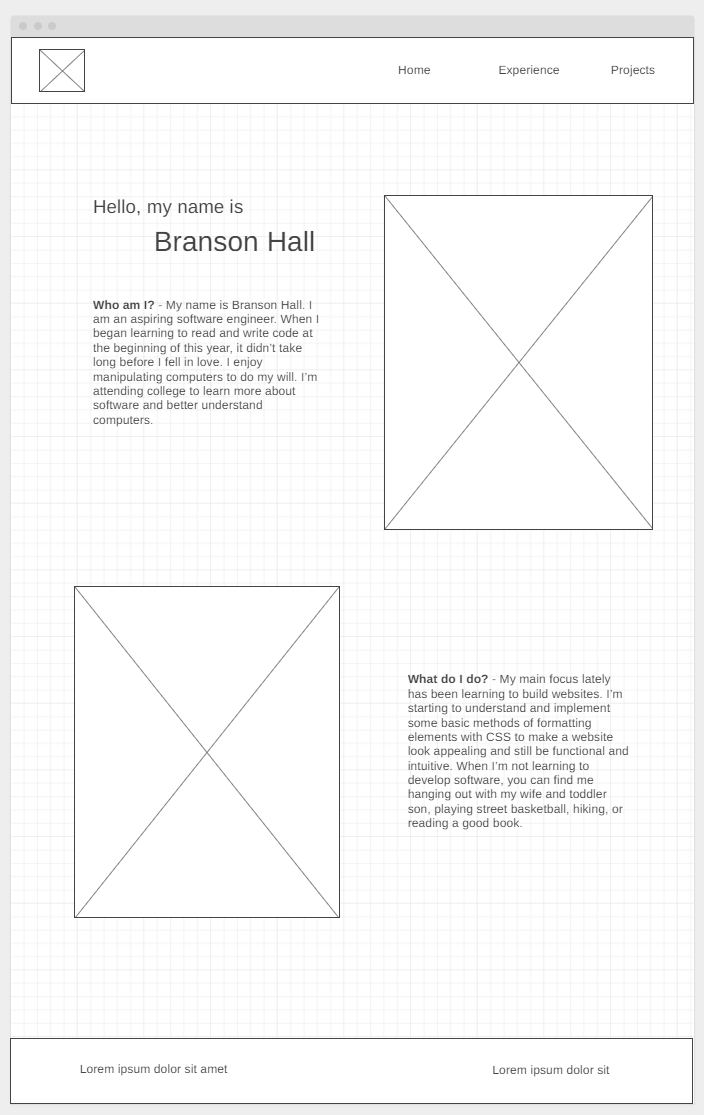 Home Experience Projects
Hello, my name is
Branson Hall
Who am I? - My name is Branson Hall. I
am an aspiring software engineer. When I
began learning to read and write code at
the beginning of this year, it didn’t take
long before I fell in love. I enjoy
manipulating computers to do my will. I’m
attending college to learn more about
software and better understand
computers.
What do I do? - My main focus lately
has been learning to build websites. I’m
starting to understand and implement
some basic methods of formatting
elements with CSS to make a website
look appealing and still be functional and
intuitive. When I’m not learning to
develop software, you can find me
hanging out with my wife and toddler
son, playing street basketball, hiking, or
reading a good book.
Lorem ipsum dolor sit amet
Lorem ipsum dolor sit